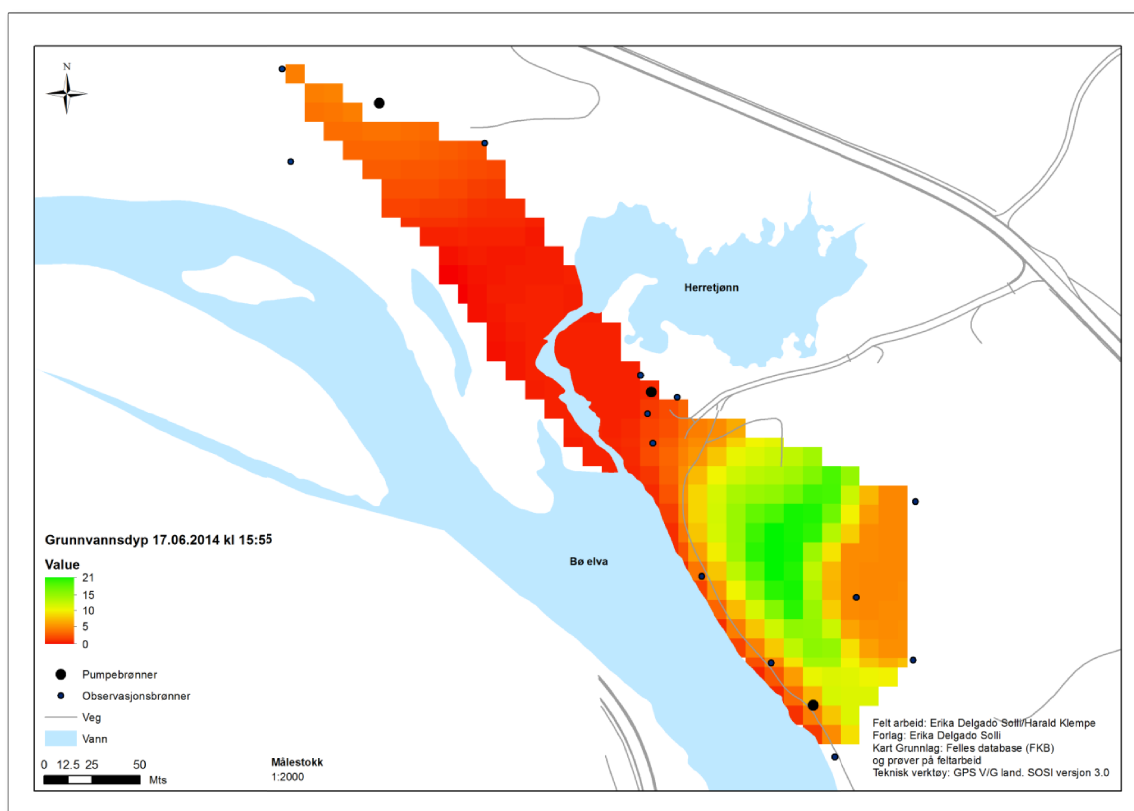 N
Herretjønn
Bø elva
Grunnvannsdyp 17.06.2014 kl 15:55
Value
21
15
10
5
0
Pumpebrønner
Observasjonsbrønner
Veg
Vann
0 12.5 25 50
Mts
Målestokk
1:2000
Felt arbeid: Erika Delgado Solli/Harald Klempe
Forlag: Erika Delgado Solli
Kart Grunnlag: Felles database (FKB)
og prøver på feltarbeid
Teknisk verktøy: GPS V/G land. SOSI versjon 3.0